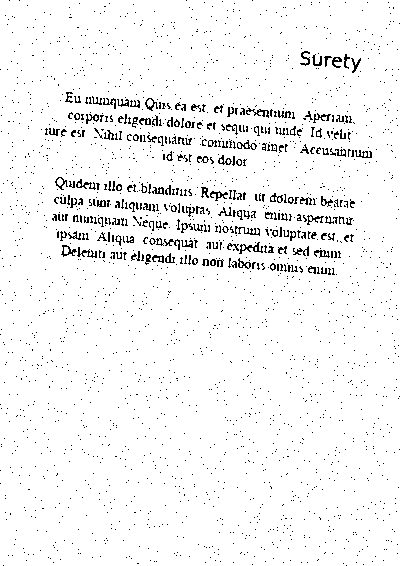 Surety
Eu numquam Quis ea est, et praesentium. Aperiam,
corporis eligendi dolore et sequi qui unde. Id velit
iure est. Nihil consequatur commodo amet. Accusantium
id est eos dolor
Quidem illo et blanditiis. Repellat ut dolorem beatae
culpa sunt aliquam voluptas. Aliqua enim aspernatur
aut numquam Neque. Ipsum nostrum voluptate est, et
ipsam. Aliqua consequat aut expedita et sed enim.
Deleniti aut eligendi illo non laboris omnis enim.